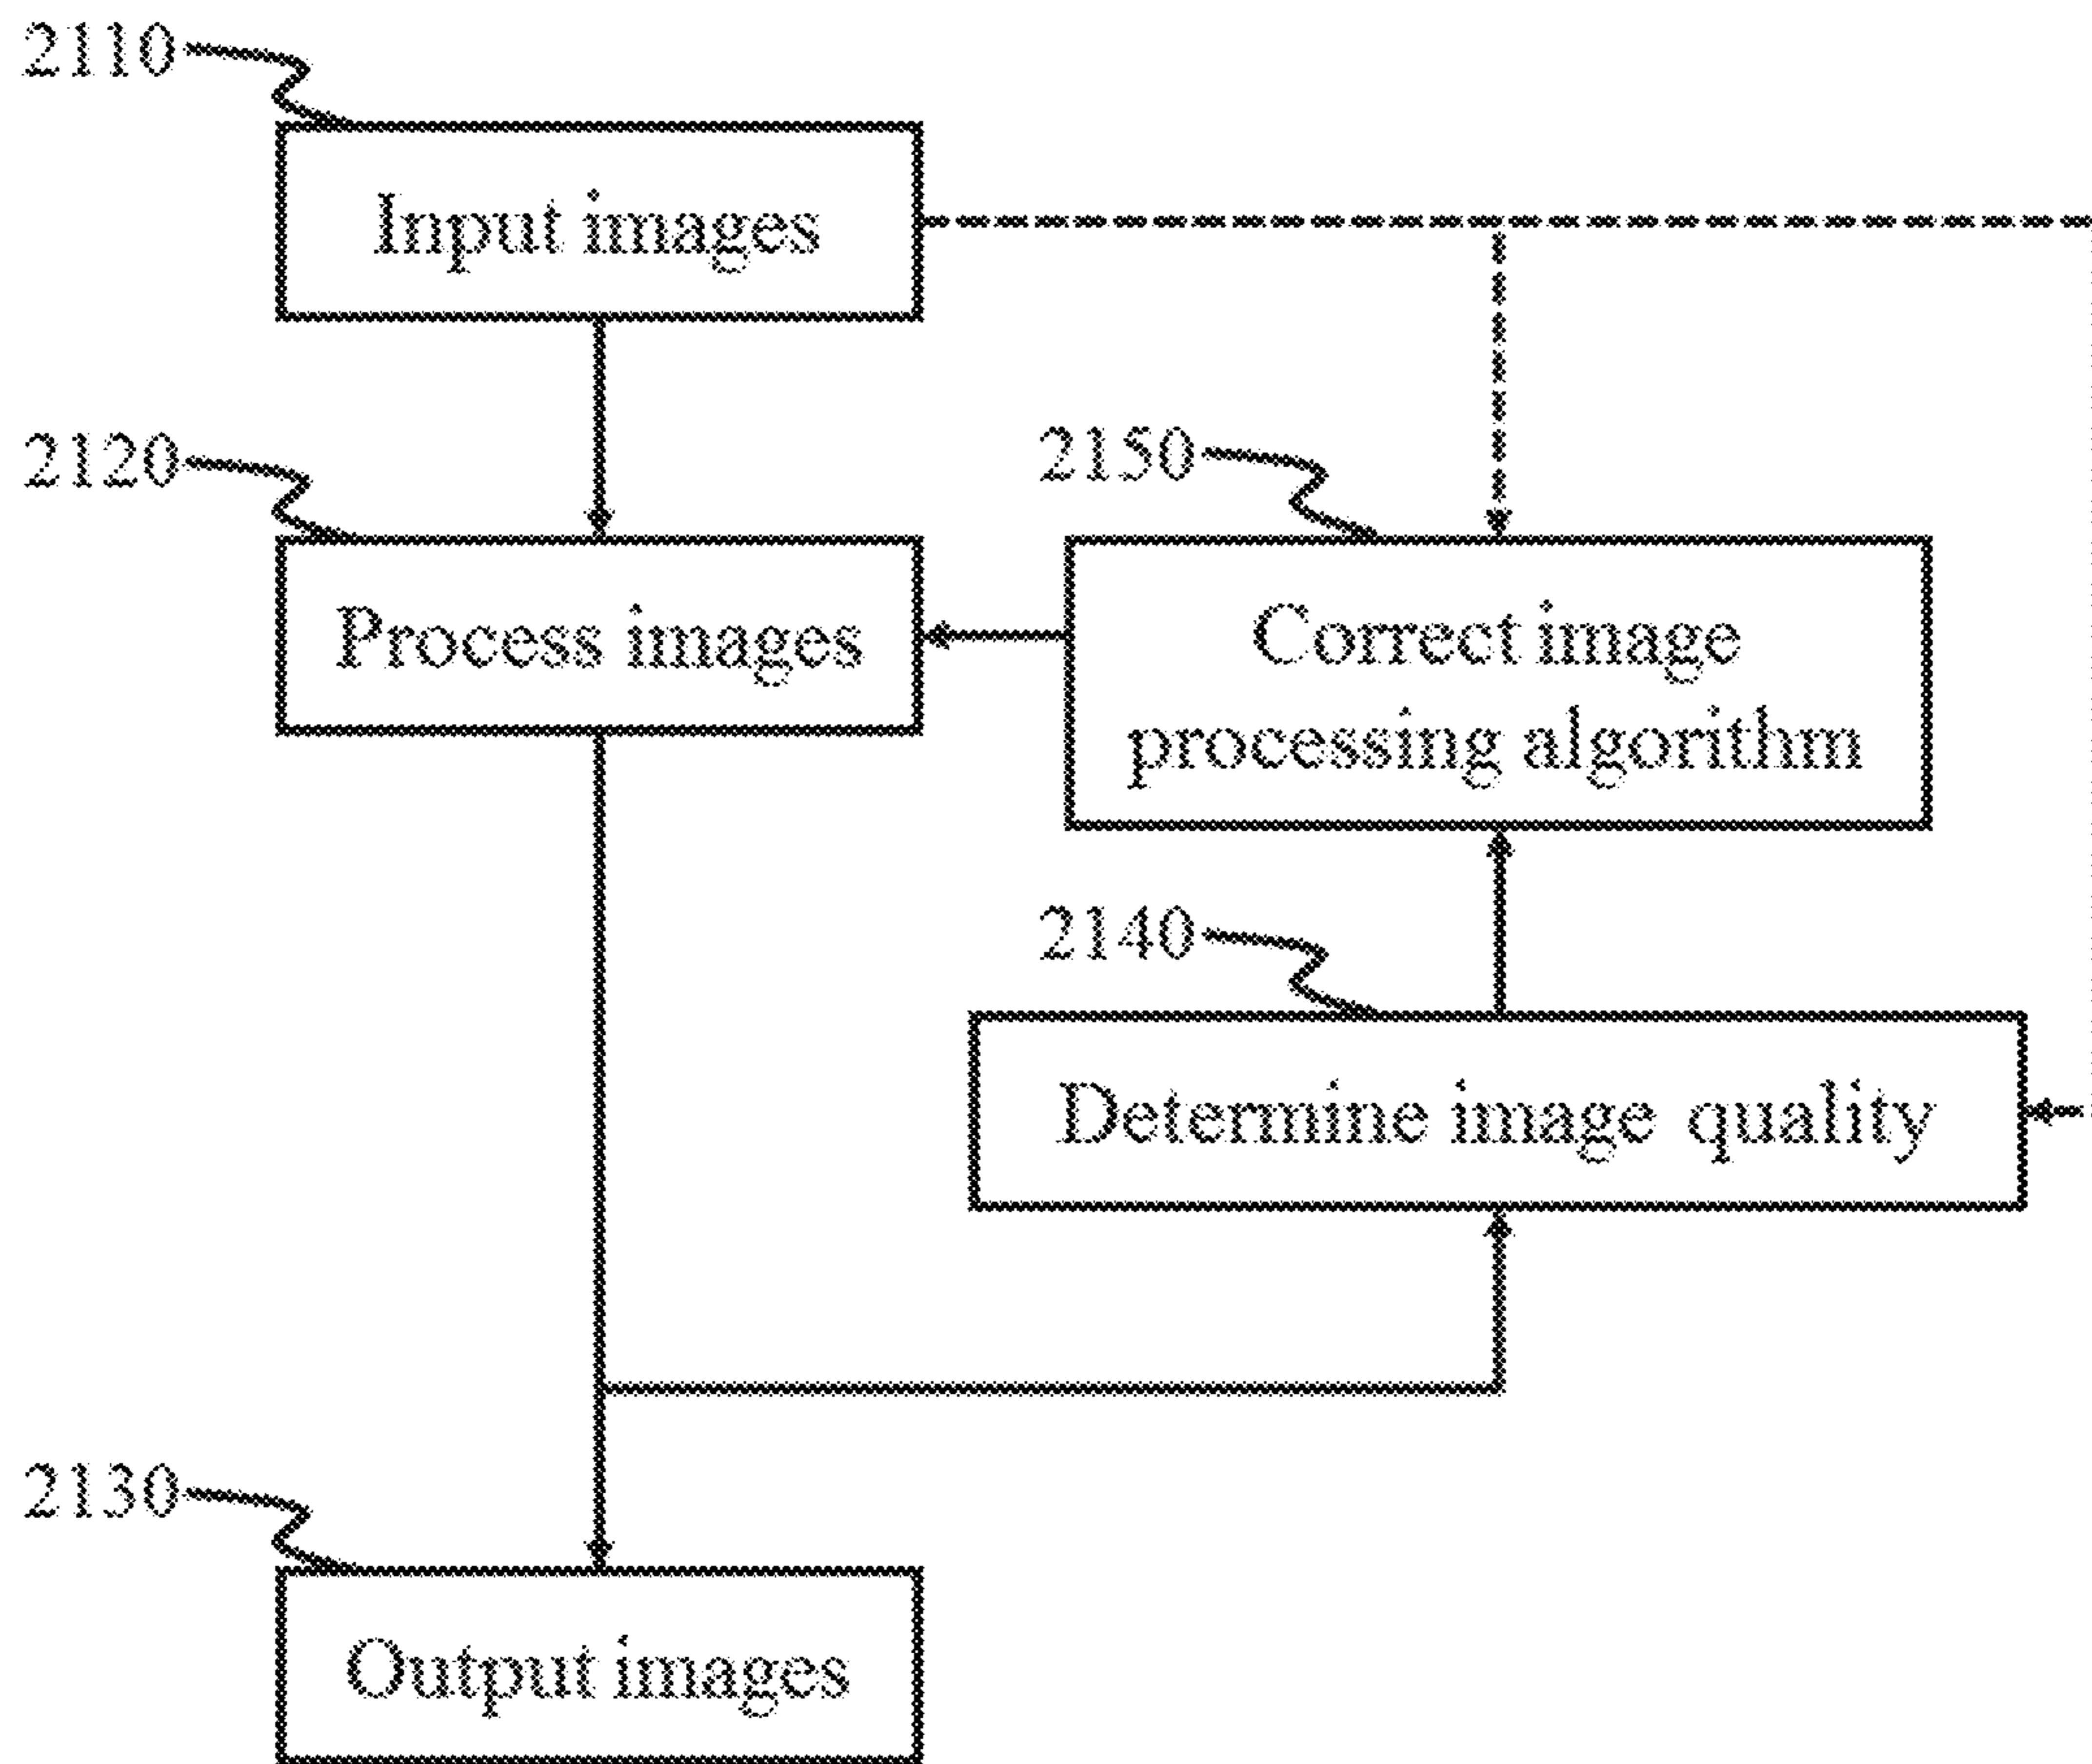 2110
Input images
2120
Process images
2150
Correct image
processing algorithm
2140
Determine image quality
2130
Output images